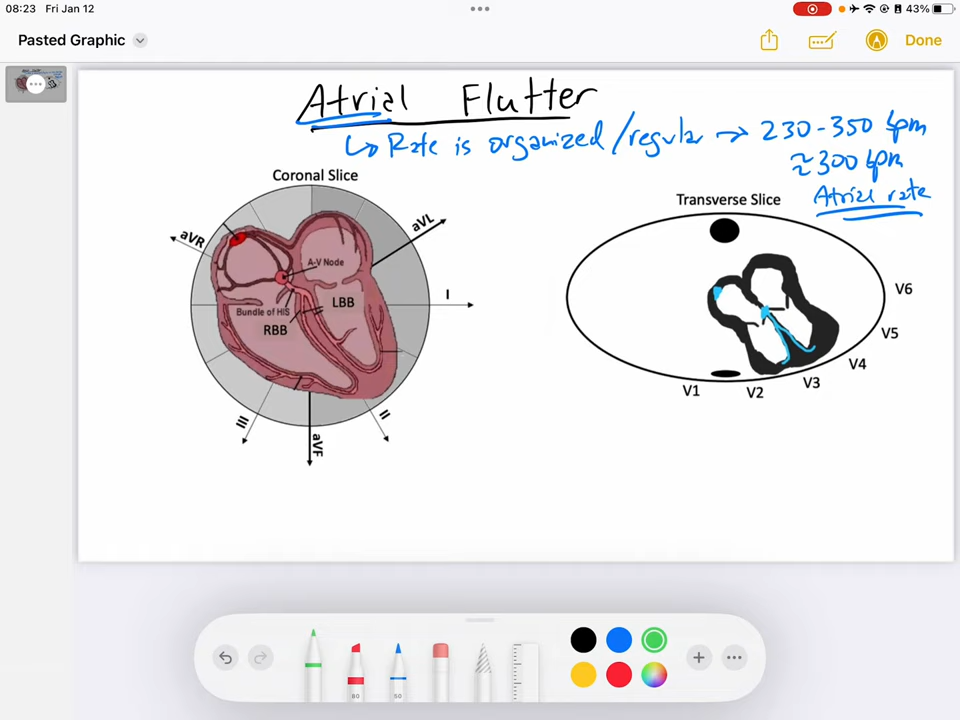 08:23 Fri Jan 12
43%
Pasted Graphic
Done
Atrial Flutter
↳ Rate is organized/regular → 230-350 bpm
≈300 bpm
Atrial rate
Coronal Slice
Transverse Slice
aVR
aVL
A-V Node
I
LBB
Bundle of HIS
RBB
III
aVF
II
V6
V5
V4
V3
V2
V1
80
50